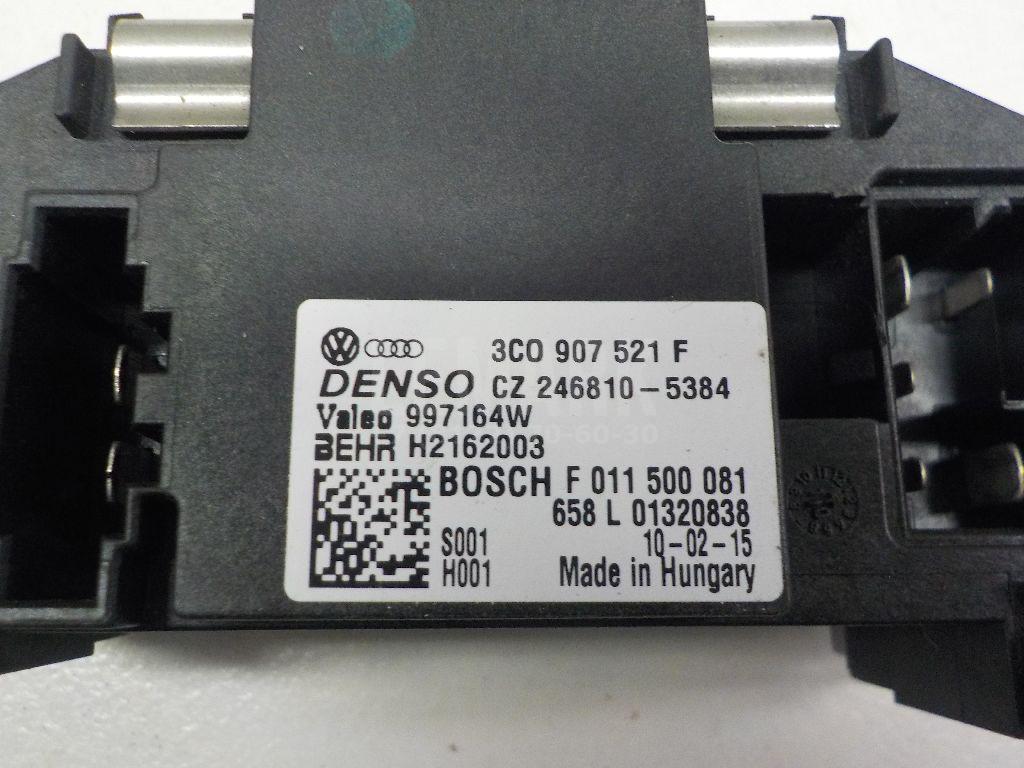 3C0 907 521 F
DENSO CZ 246810-5384
Valeo 997164W
BEHR H2162003
BOSCH F 011 500 081
658 L 01320838
S001 10-02-15
H001 Made in Hungary